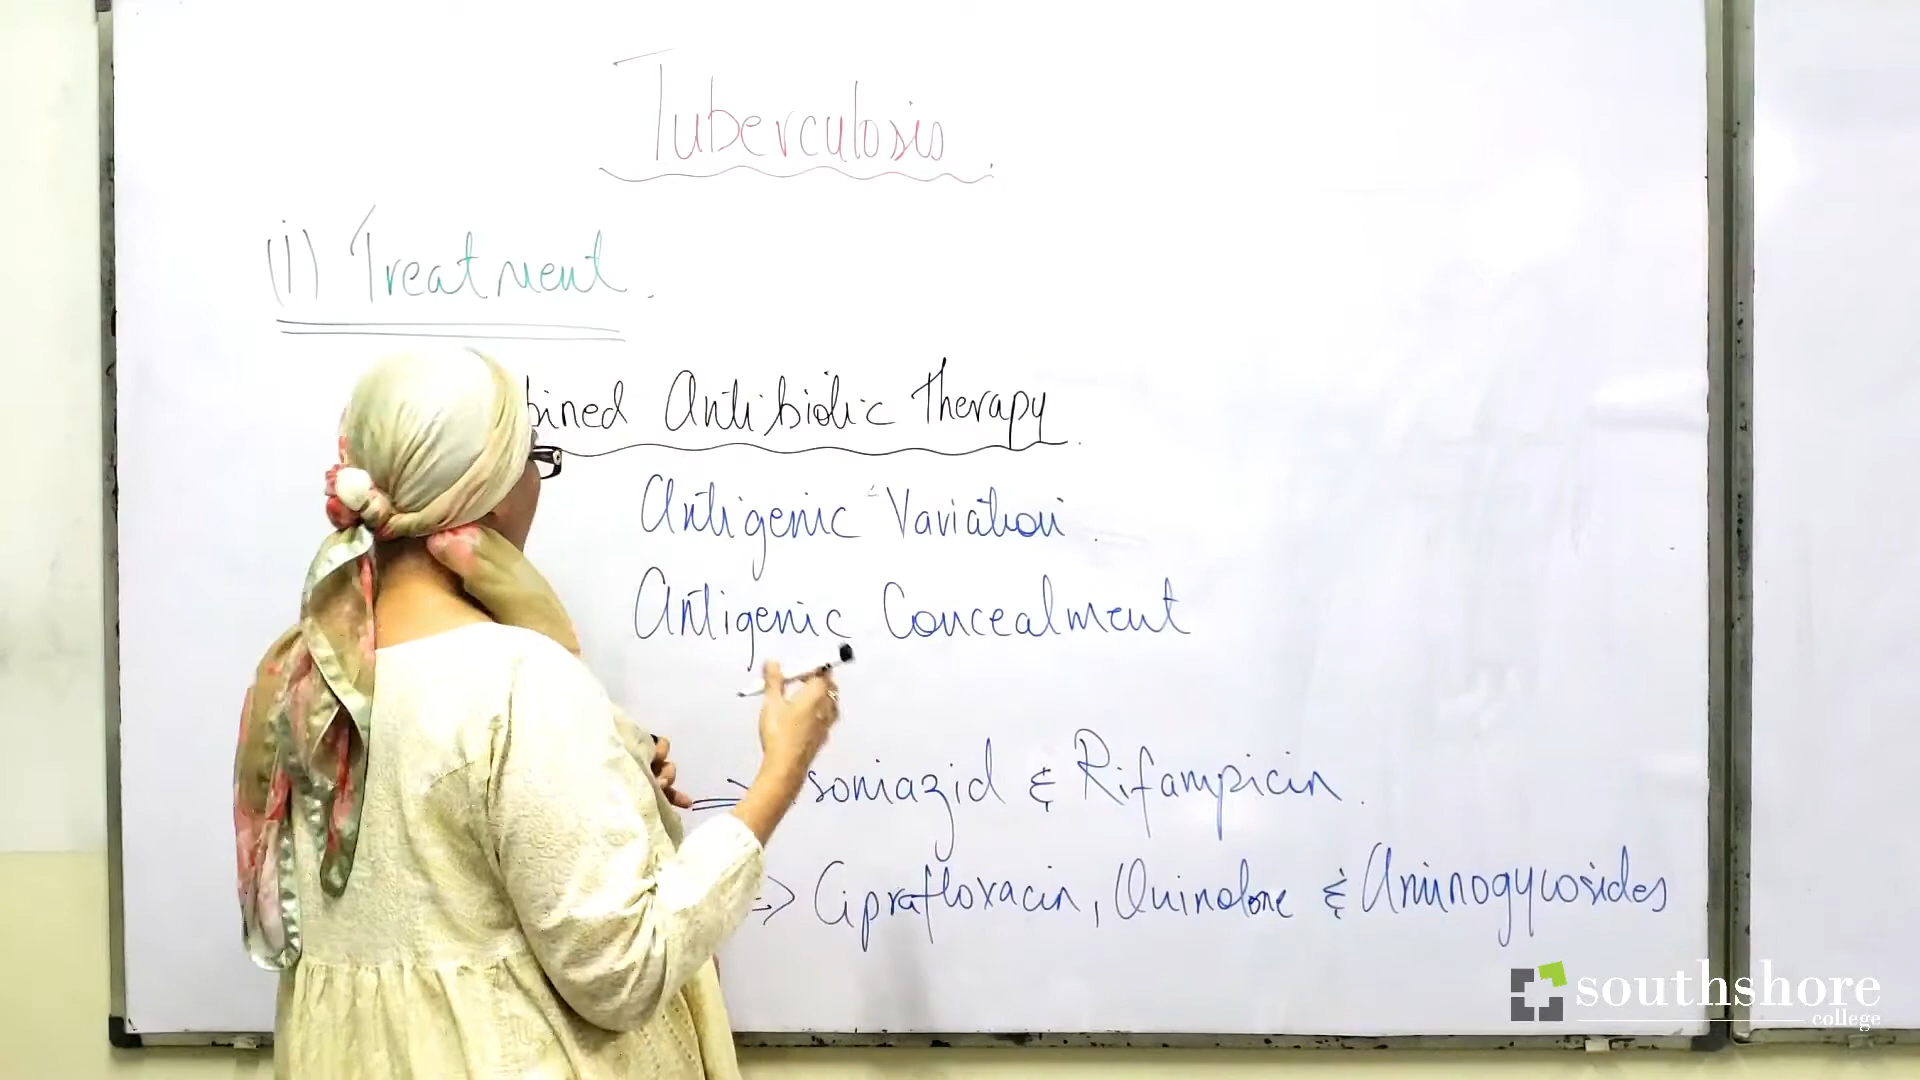 Tuberculosis.
(i) Treatment.
bined Antibiotic Therapy.
Antigenic Variation.
Antigenic Concealment
⇒ soniazid & Rifampicin.
⇒ Ciprafloxacin, Quinolone & Aminogycosides
southshore
college